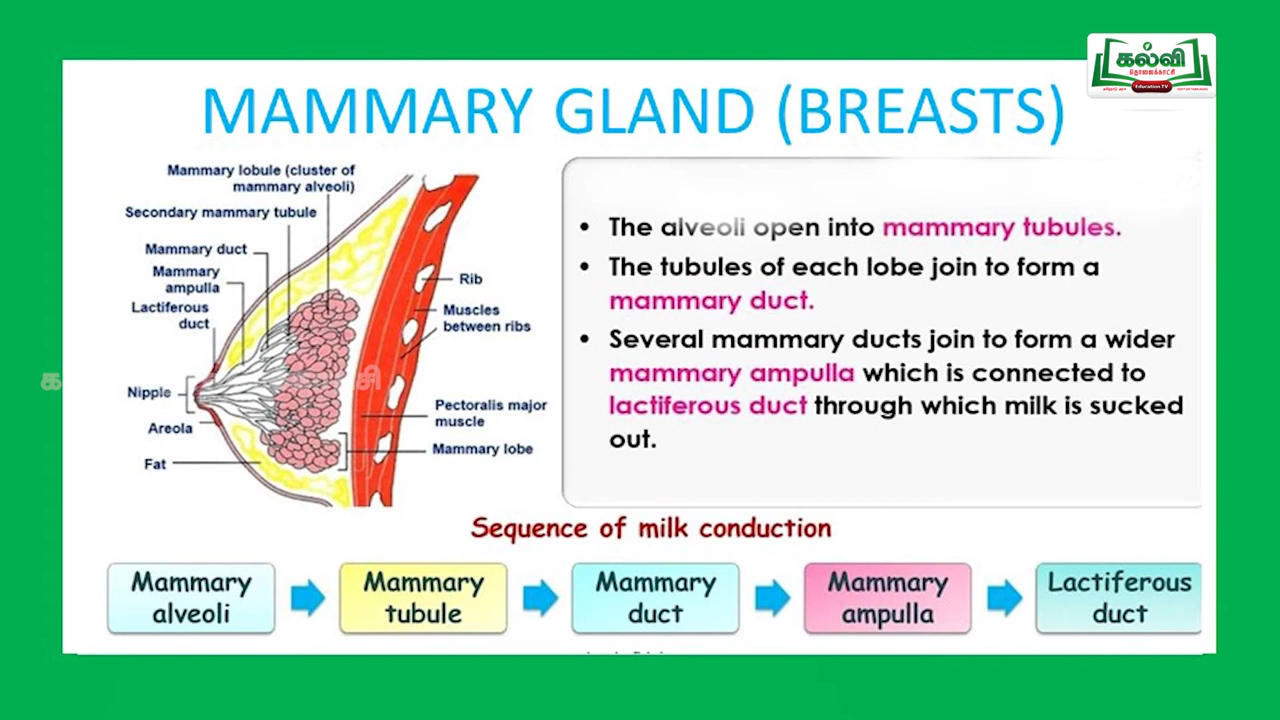 கல்வி
தொலைக்காட்சி
Education TV
MAMMARY GLAND (BREASTS)
Mammary lobule (cluster of
mammary alveoli)
Secondary mammary tubule
Mammary duct
Mammary
ampulla
Lactiferous
duct
Nipple
Areola
Fat
Rib
Muscles
between ribs
Pectoralis major
muscle
Mammary lobe
• The alveoli open into mammary tubules.
• The tubules of each lobe join to form a
mammary duct.
• Several mammary ducts join to form a wider
mammary ampulla which is connected to
lactiferous duct through which milk is sucked
out.
Sequence of milk conduction
Mammary
alveoli
Mammary
tubule
Mammary
duct
Mammary
ampulla
Lactiferous
duct